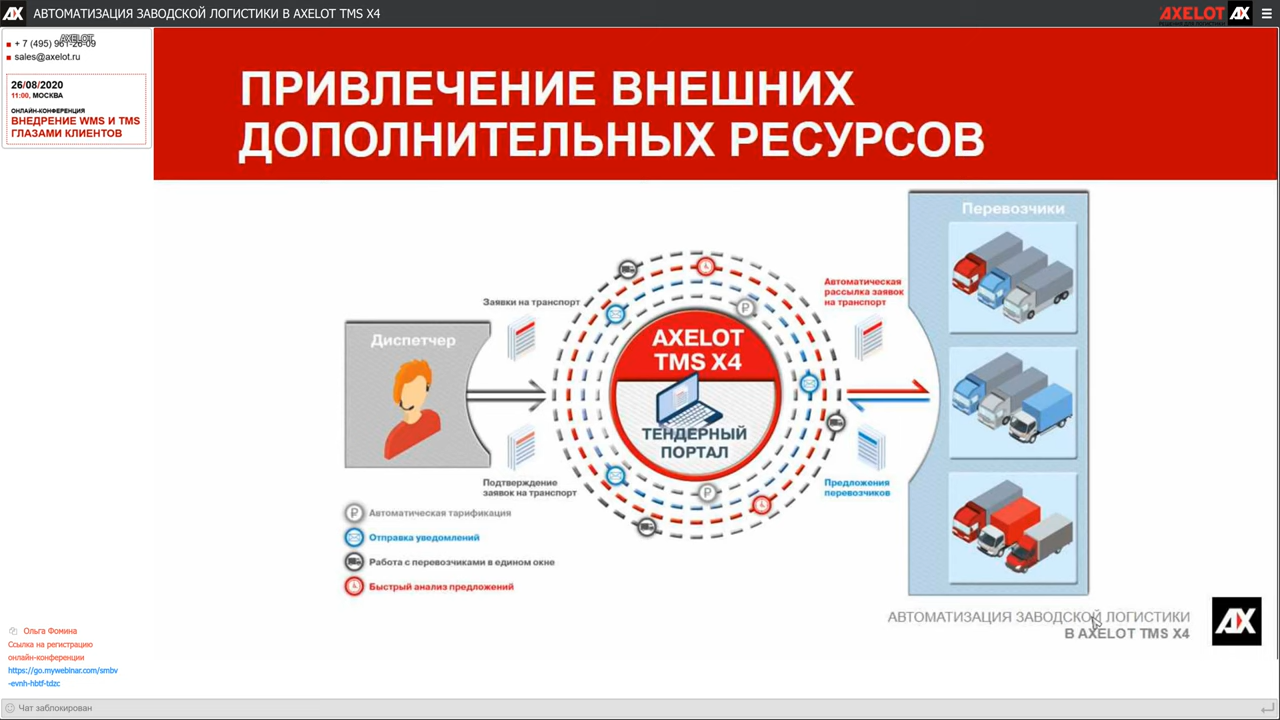 АВТОМАТИЗАЦИЯ ЗАВОДСКОЙ ЛОГИСТИКИ В AXELOT TMS X4
AXELOT
AX
+ 7 (495) 961-26-09
AXELOT
sales@axelot.ru
26/08/2020
11:00, МОСКВА
ОНЛАЙН-КОНФЕРЕНЦИЯ
ВНЕДРЕНИЕ WMS И TMS
ГЛАЗАМИ КЛИЕНТОВ
ПРИВЛЕЧЕНИЕ ВНЕШНИХ
ДОПОЛНИТЕЛЬНЫХ РЕСУРСОВ
Перевозчики
Заявки на транспорт
Автоматическая
рассылка заявок
на транспорт
Диспетчер
AXELOT
TMS X4
ТЕНДЕРНЫЙ
ПОРТАЛ
Подтверждение
заявок на транспорт
Предложения
перевозчиков
Автоматическая тарификация
Отправка уведомлений
Работа с перевозчиками в едином окне
Быстрый анализ предложений
АВТОМАТИЗАЦИЯ ЗАВОДСКОЙ ЛОГИСТИКИ
В AXELOT TMS X4
AX
Ольга Фомина
Ссылка на регистрацию
онлайн-конференции
https://go.mywebinar.com/smbv
-evnh-hbtf-tdzc
Чат заблокирован